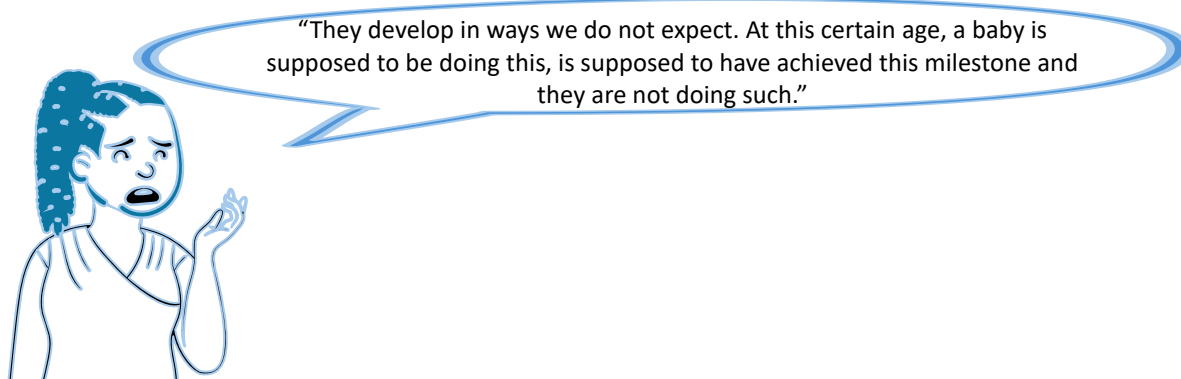 “They develop in ways we do not expect. At this certain age, a baby is
supposed to be doing this, is supposed to have achieved this milestone and
they are not doing such.”